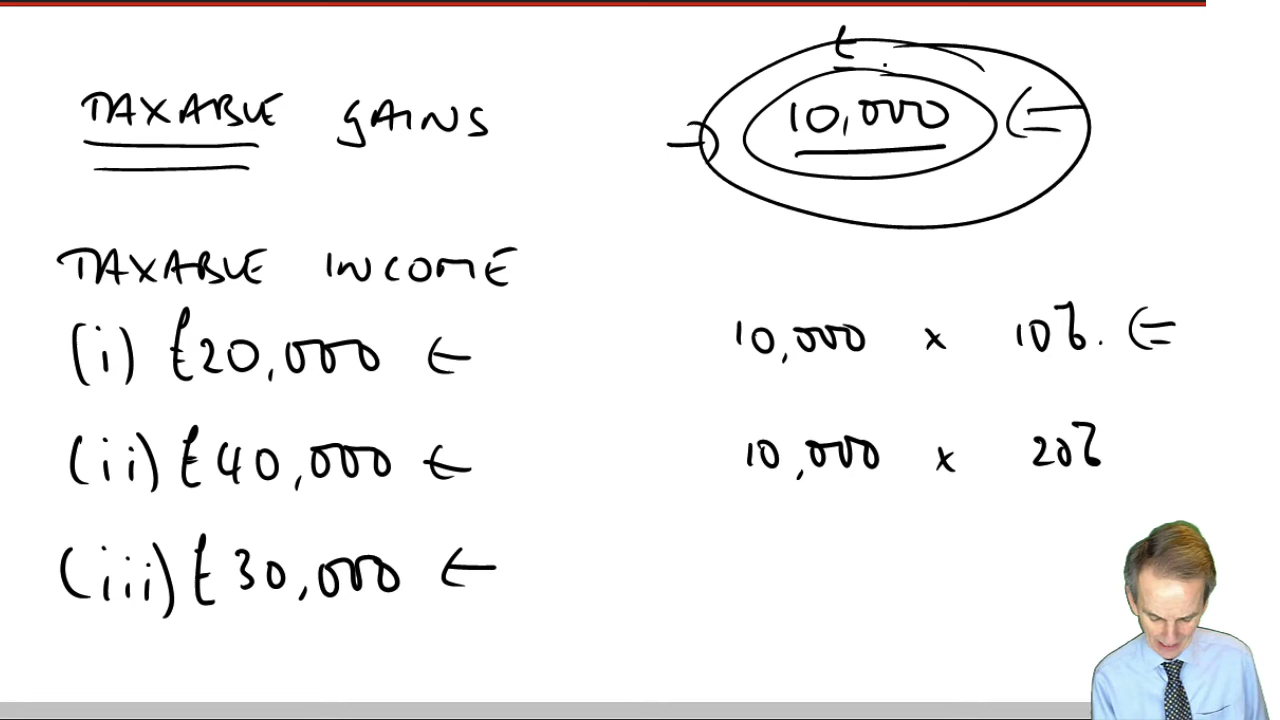 £
TAXABLE GAINS 10,000
TAXABLE INCOME
(i) £20,000 ← 10,000 x 10%.
(ii) £40,000 ← 10,000 x 20%
(iii) £30,000 ←